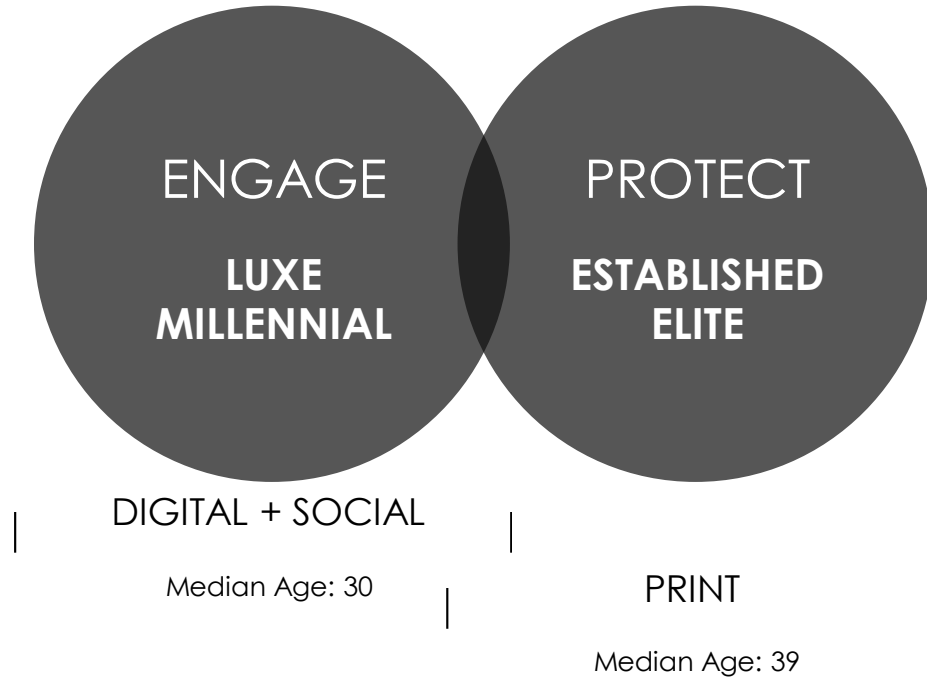 ENGAGE
LUXE
MILLENNIAL
PROTECT
ESTABLISHED
ELITE
DIGITAL + SOCIAL
Median Age: 30
PRINT
Median Age: 39